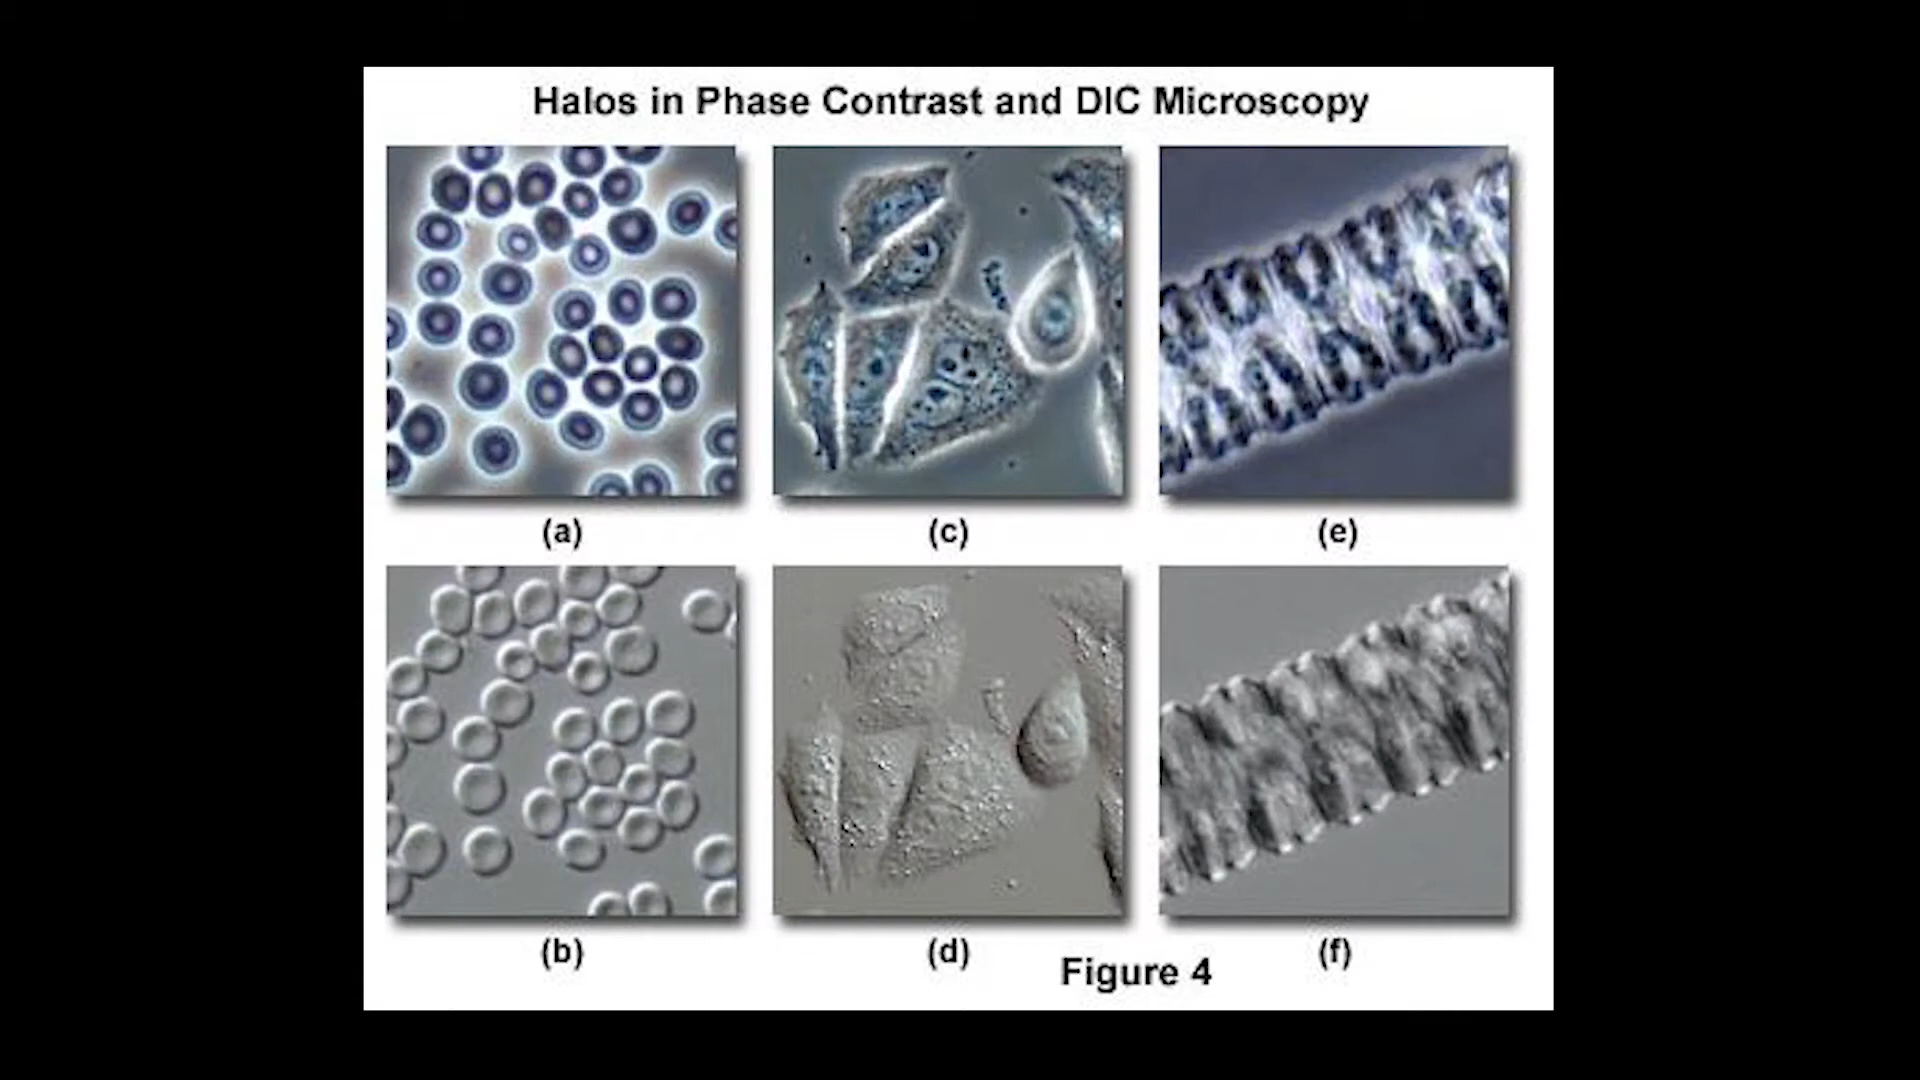 Halos in Phase Contrast and DIC Microscopy
(a)
(c)
(e)
(b)
(d)
(f)
Figure 4